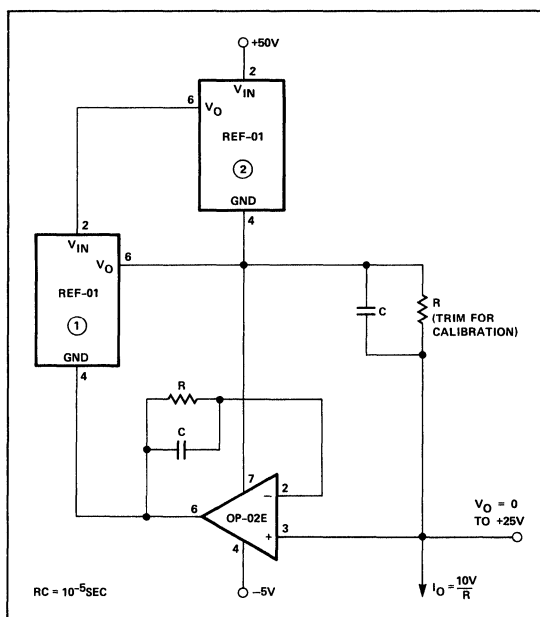 +50V
2
VIN
6
VO
REF-01
2
GND
4
2
VIN
VO
6
REF-01
1
GND
4
C
R
(TRIM FOR
CALIBRATION)
R
C
7
2
−
6
OP-02E
3
+
4
VO = 0
TO +25V
−5V
IO = 10V
R
RC = 10-5SEC